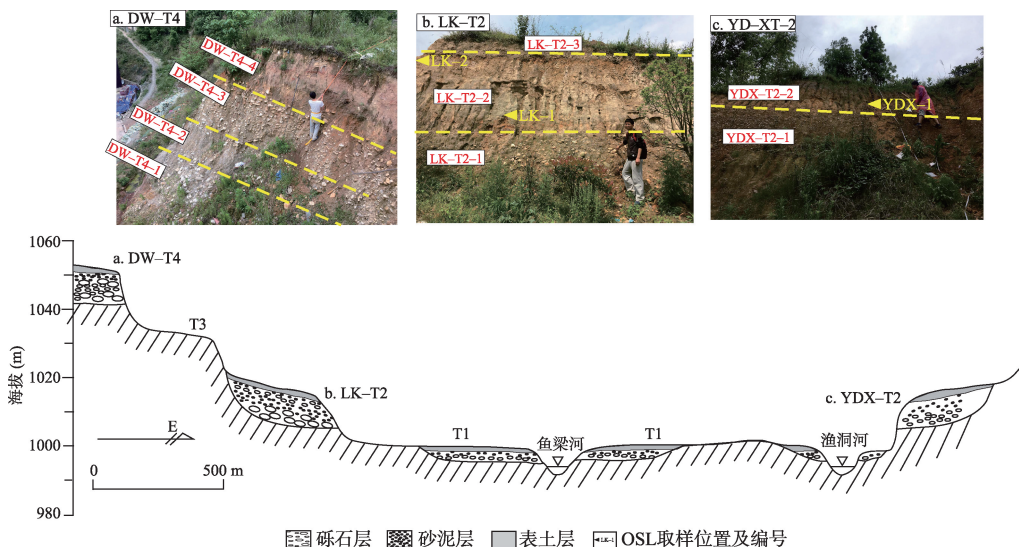 a. DW–T4
DW–T4–4
DW–T4–3
DW–T4–2
DW–T4–1
b. LK–T2
LK–T2–3
LK–2
LK–T2–2
LK–1
LK–T2–1
c. YD–XT–2
YDX–T2–2
YDX–1
YDX–T2–1
海拔 (m)
1060
1040
1020
1000
980
a. DW–T4
T3
b. LK–T2
T1
鱼梁河
T1
渔洞河
c. YDX–T2
E
0
500 m
砾石层
砂泥层
表土层
LK–1
OSL取样位置及编号